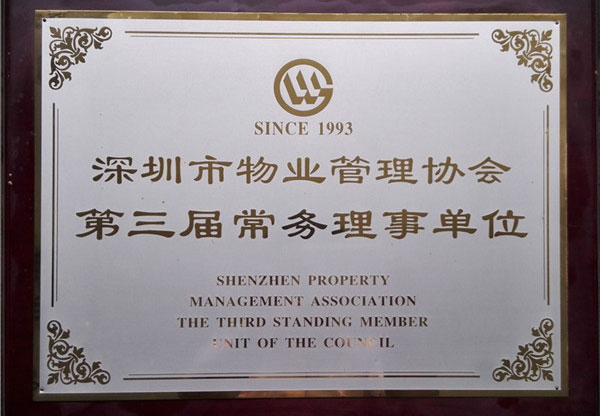 SINCE 1993
深圳市物业管理协会
第三届常务理事单位
SHENZHEN PROPERTY
MANAGEMENT ASSOCIATION
THE THIRD STANDING MEMBER
UNIT OF THE COUNCIL